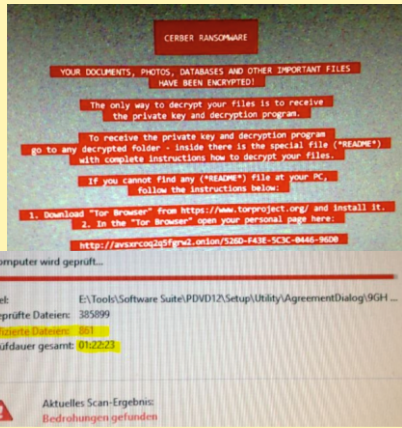 CERBER RANSOMWARE
YOUR DOCUMENTS, PHOTOS, DATABASES AND OTHER IMPORTANT FILES
HAVE BEEN ENCRYPTED!
The only way to decrypt your files is to receive
the private key and decryption program.
To receive the private key and decryption program
go to any decrypted folder - inside there is the special file (*README*)
with complete instructions how to decrypt your files.
If you cannot find any (*README*) file at your PC,
follow the instructions below:
1. Download "Tor Browser" from https://www.torproject.org/ and install it.
2. In the "Tor Browser" open your personal page here:
omputer wird geprüft...
el: E:\Tools\Software Suite\PDVD12\Setup\Utility\AgreementDialog\9GH ...
eprüfte Dateien: 385899
fizierte Dateien: 861
üfdauer gesamt: 01:22:23
Aktuelles Scan-Ergebnis:
Bedrohungen gefunden